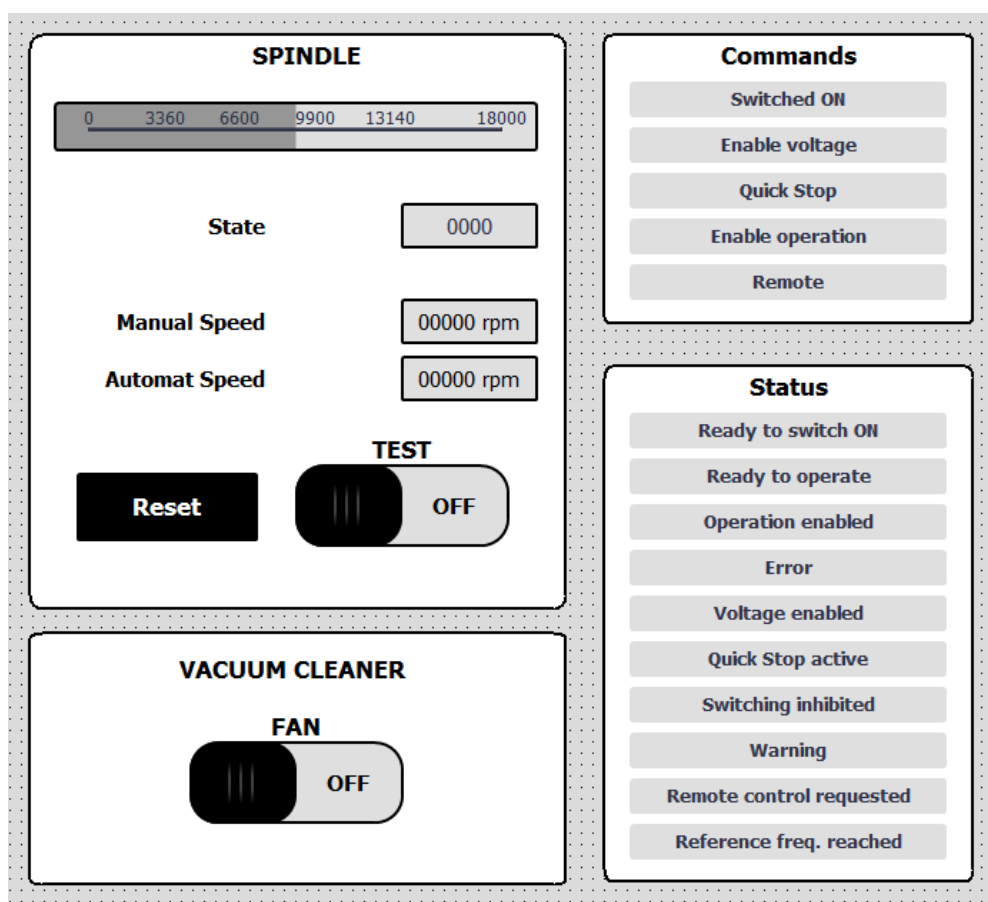 SPINDLE
0 3360 6600 9900 13140 18000
State 0000
Manual Speed 00000 rpm
Automat Speed 00000 rpm
TEST
Reset OFF
VACUUM CLEANER
FAN
OFF
Commands
Switched ON
Enable voltage
Quick Stop
Enable operation
Remote
Status
Ready to switch ON
Ready to operate
Operation enabled
Error
Voltage enabled
Quick Stop active
Switching inhibited
Warning
Remote control requested
Reference freq. reached